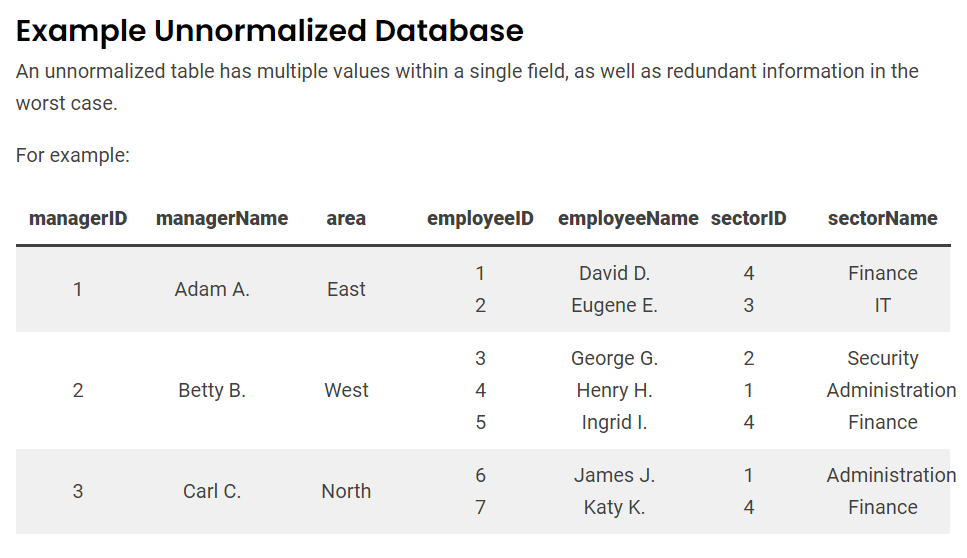 Example Unnormalized Database
An unnormalized table has multiple values within a single field, as well as redundant information in the
worst case.
For example:
managerID managerName area employeeID employeeName sectorID sectorName
1 Adam A. East 1 David D. 4 Finance
2 Eugene E. 3 IT
2 Betty B. West 3 George G. 2 Security
4 Henry H. 1 Administration
5 Ingrid I. 4 Finance
3 Carl C. North 6 James J. 1 Administration
7 Katy K. 4 Finance